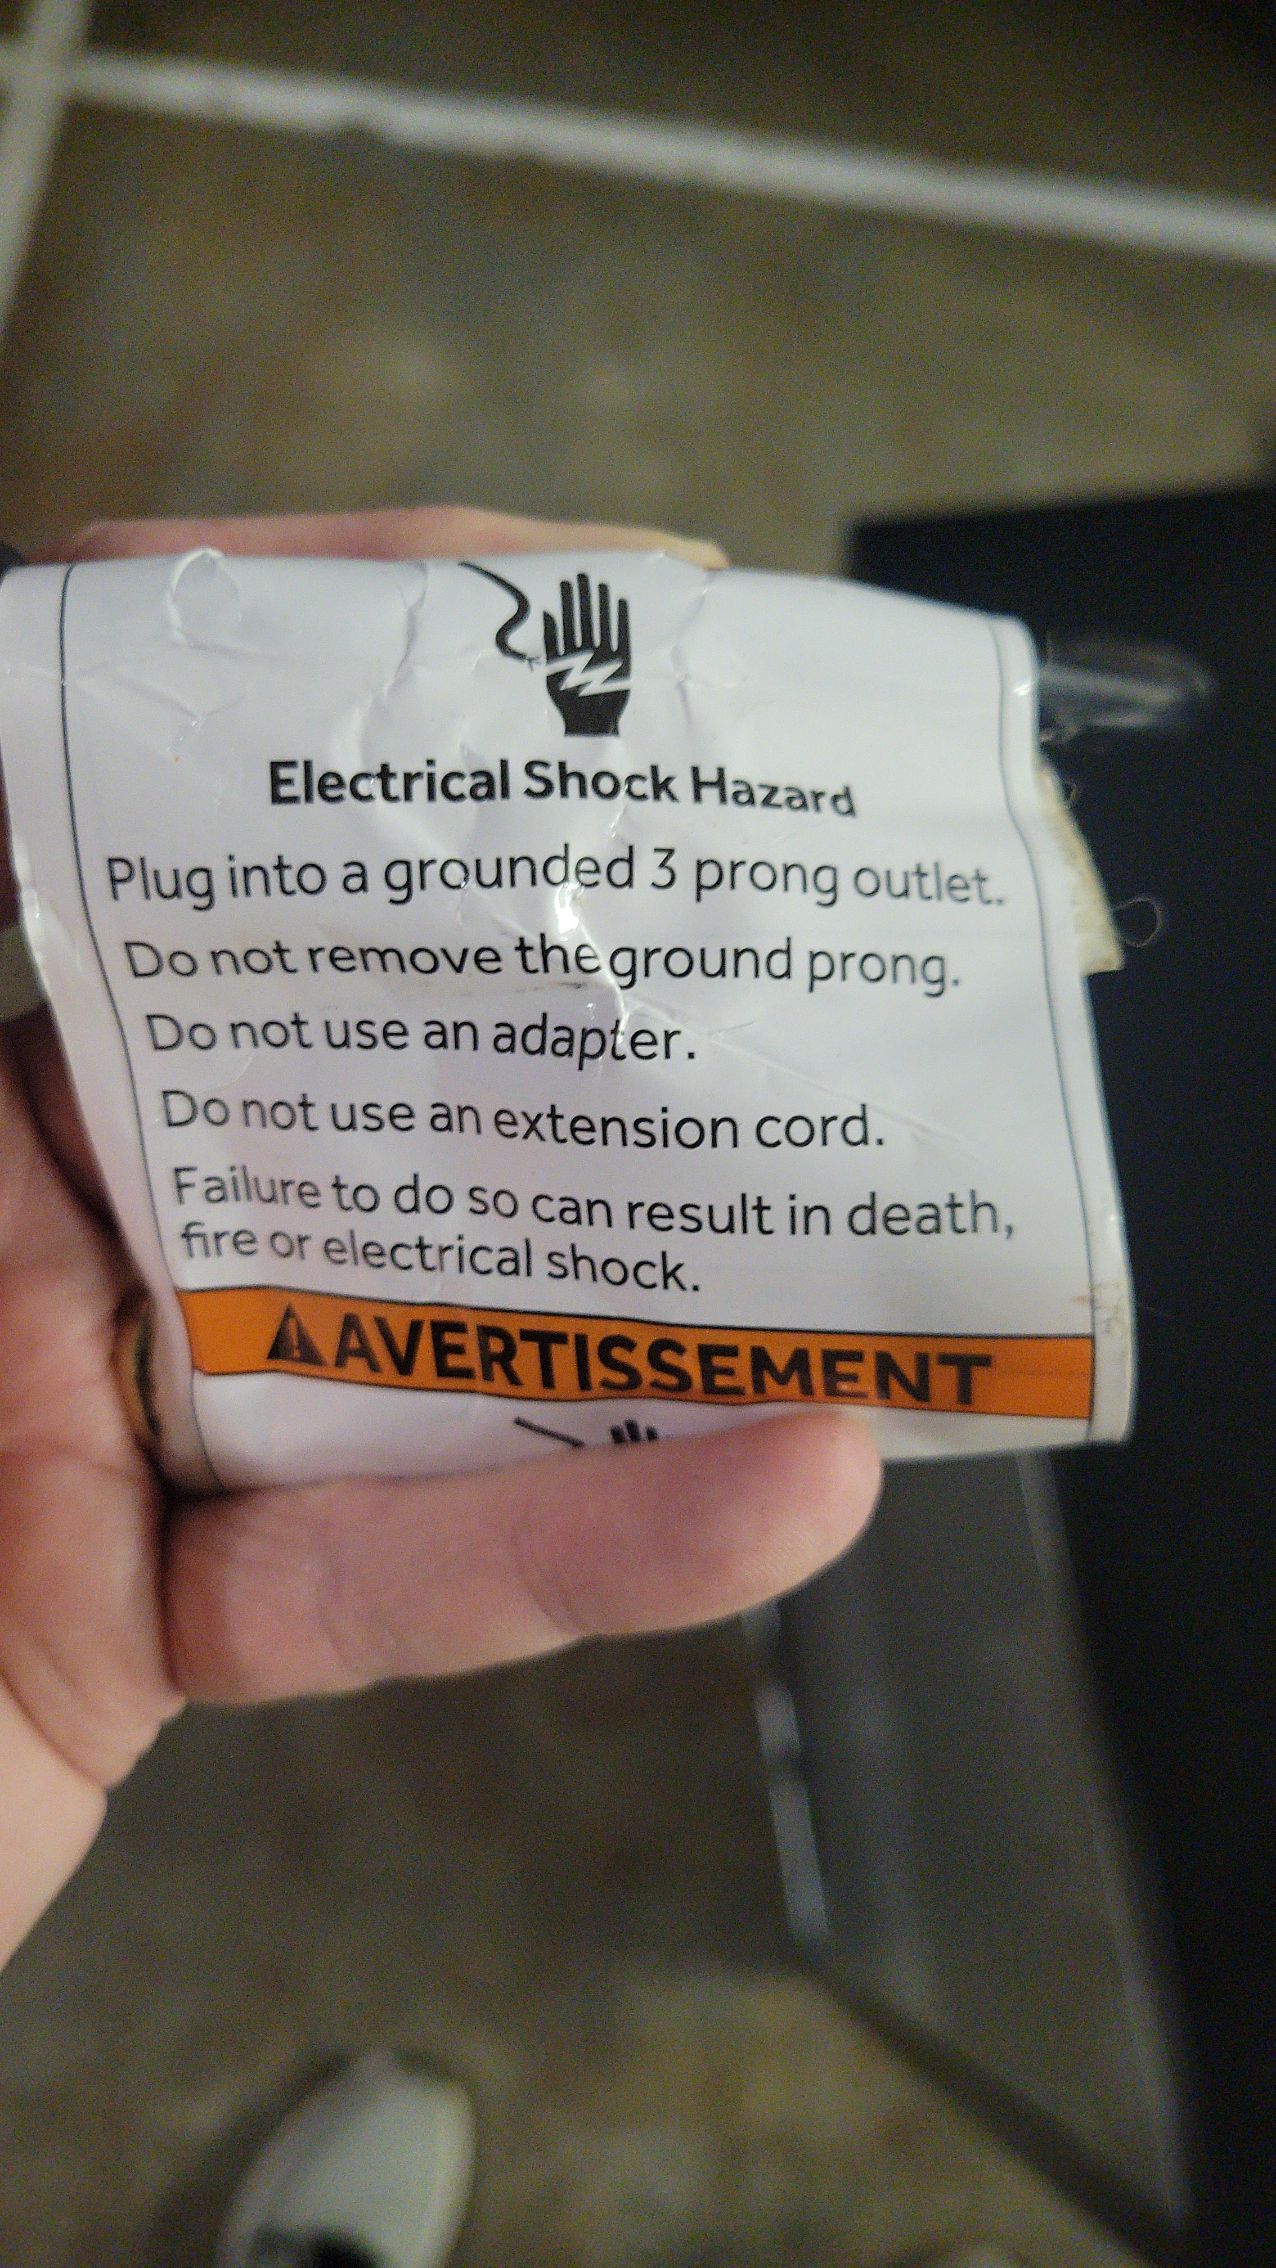 Electrical Shock Hazard
Plug into a grounded 3 prong outlet.
Do not remove the ground prong.
Do not use an adapter.
Do not use an extension cord.
Failure to do so can result in death,
fire or electrical shock.
AVERTISSEMENT